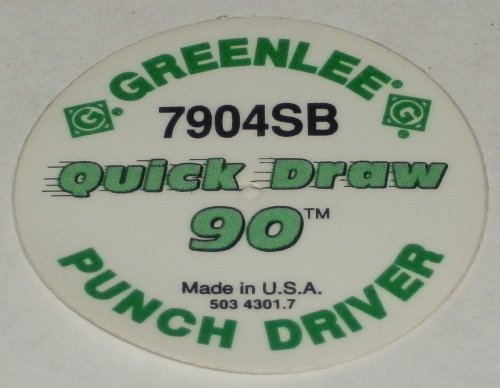 G® GREENLEE® G®
7904SB
Quick Draw
90™
Made in U.S.A.
503 4301.7
PUNCH DRIVER